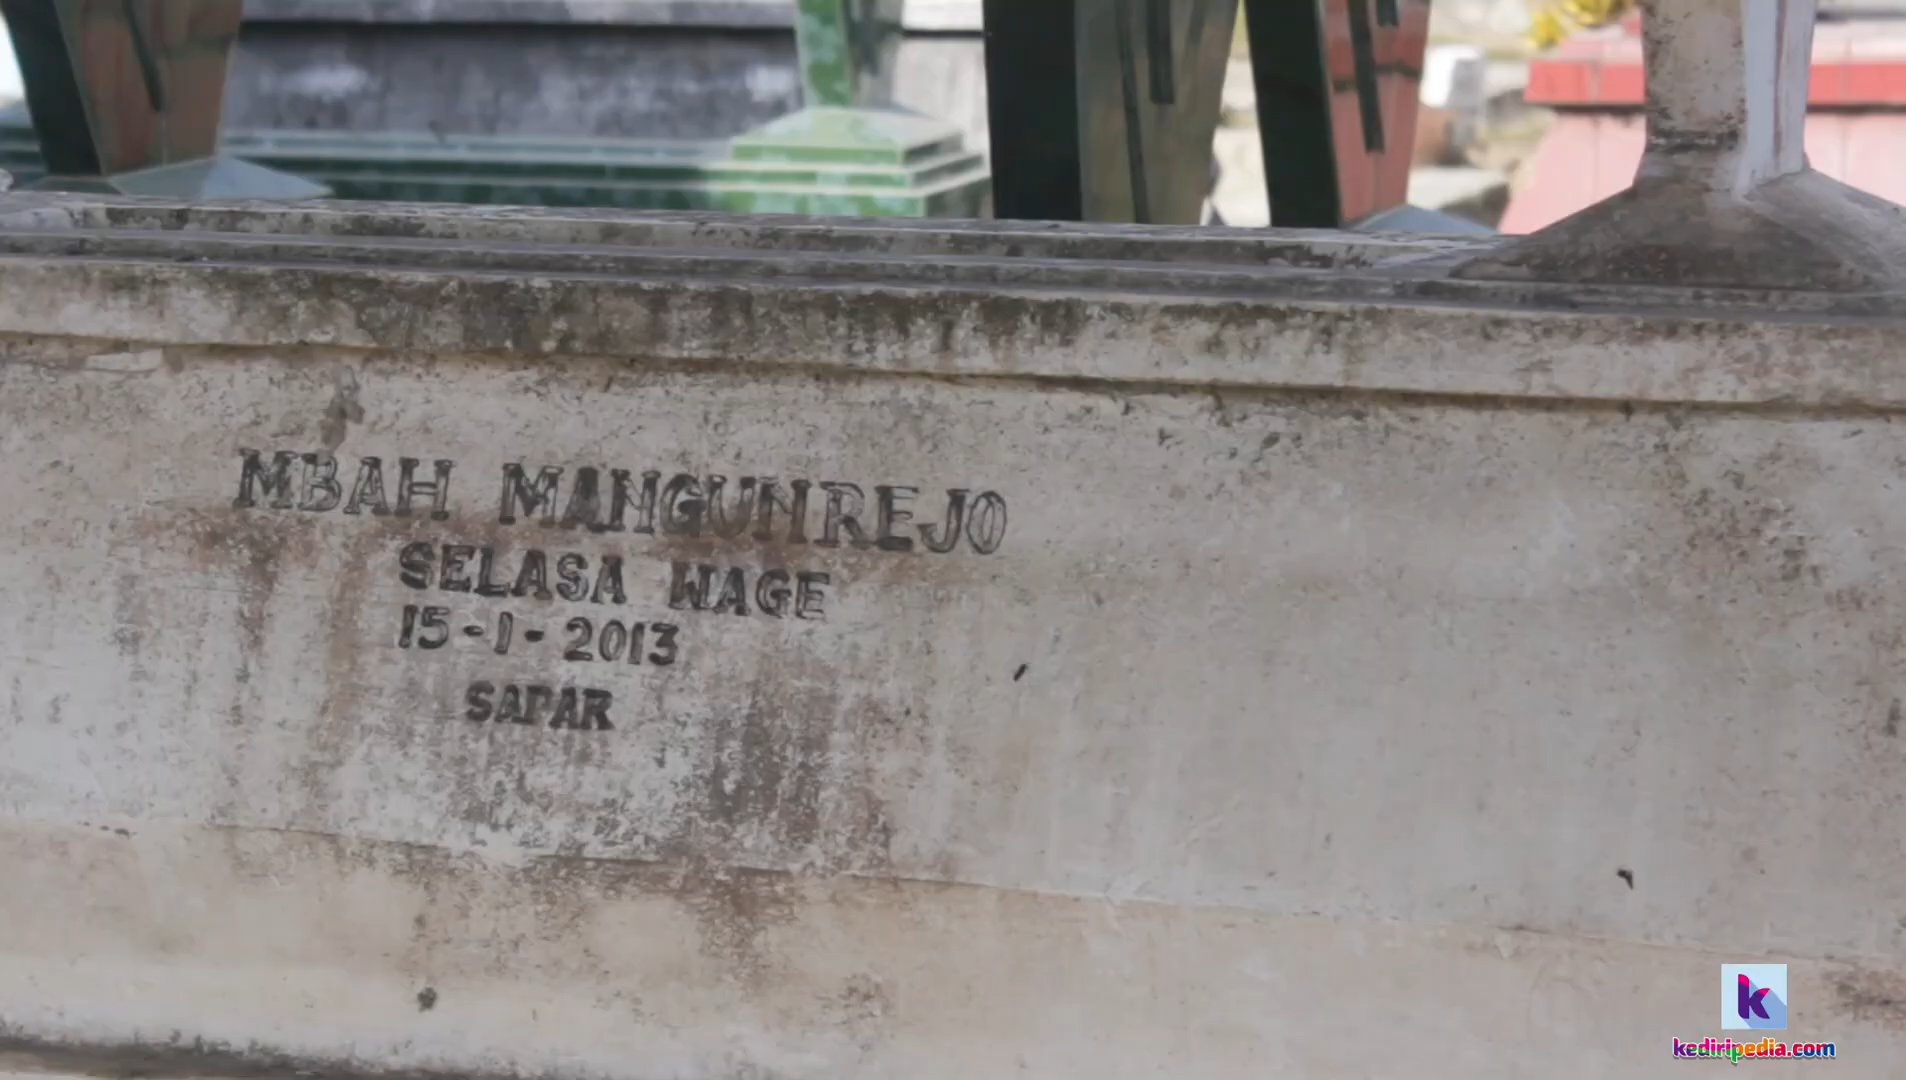 MBAH MANGUNREJO
SELASA WAGE
15-1-2013
SAPAR
k
kediripedia.com